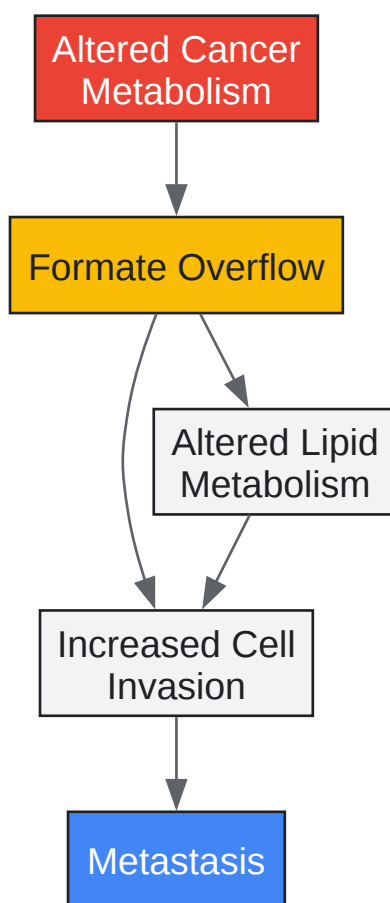 Altered Cancer
Metabolism
Formate Overflow
Altered Lipid
Metabolism
Increased Cell
Invasion
Metastasis